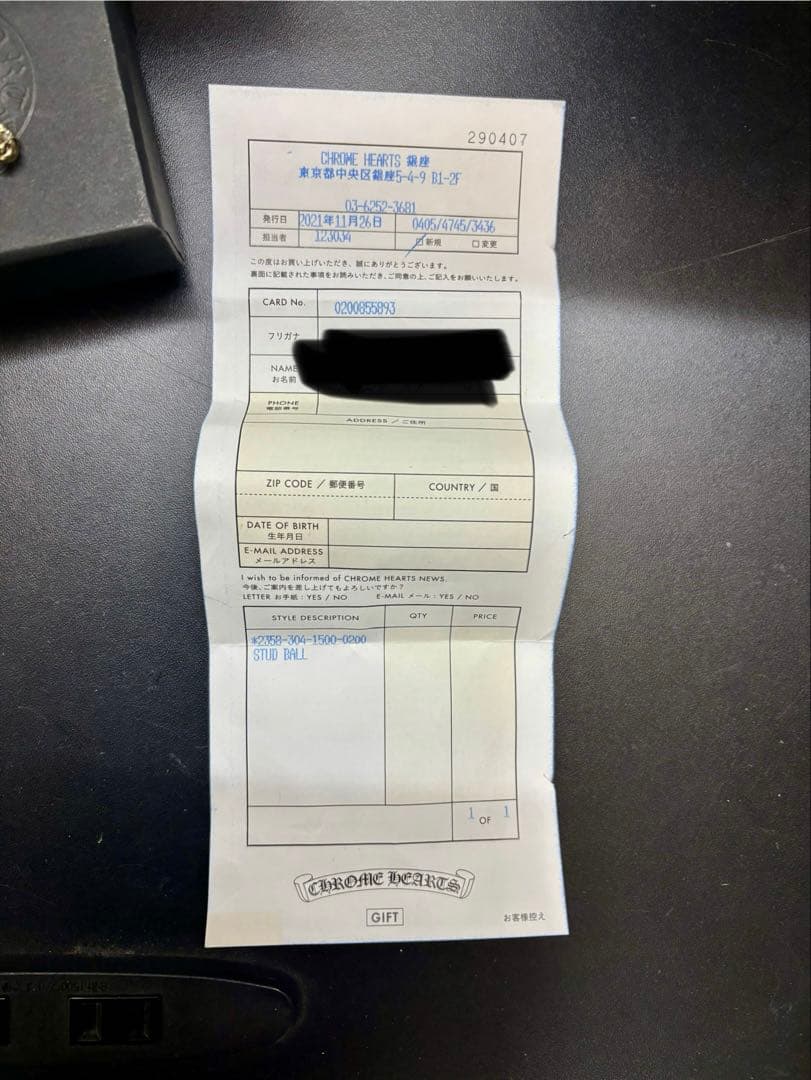 290407
CHROME HEARTS 銀座
東京都中央区銀座5-4-9 B1-2F
03-6252-3681
発行日 2021年11月26日 0405/4745/3436
担当者 123034 ☐新規 ☐変更
この度はお買い上げいただき、誠にありがとうございます。
裏面に記載された事項をお読みいただき、ご同意の上、ご記入をお願いいたします。
CARD No. 0200855893
フリガナ
NAME
お名前
PHONE
電話番号
ADDRESS / ご住所
ZIP CODE / 郵便番号 COUNTRY / 国
DATE OF BIRTH
生年月日
E-MAIL ADDRESS
メールアドレス
I wish to be informed of CHROME HEARTS NEWS.
今後、ご案内を差し上げてもよろしいですか?
LETTER お手紙 : YES / NO E-MAIL メール : YES / NO
STYLE DESCRIPTION QTY PRICE
*2358-304-1500-0200
STUD BALL
1 OF 1
CHROME HEARTS
GIFT
お客様控え